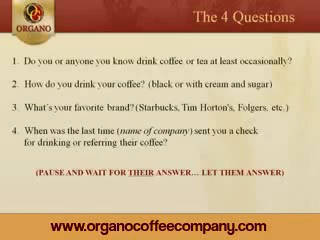 The 4 Questions
ORGANO
1. Do you or anyone you know drink coffee or tea at least occasionally?
2. How do you drink your coffee? (black or with cream and sugar)
3. What's your favorite brand? (Starbucks, Tim Horton's, Folgers, etc.)
4. When was the last time (name of company) sent you a check
for drinking or referring their coffee?
(PAUSE AND WAIT FOR THEIR ANSWER... LET THEM ANSWER)
www.organocoffeecompany.com